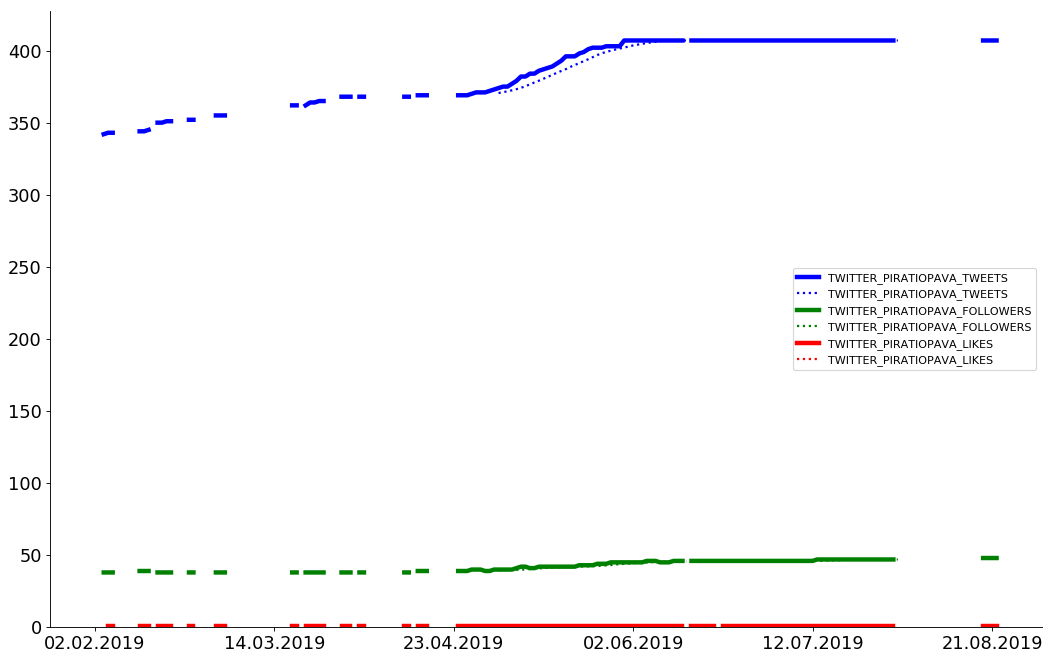 400
350
300
250
200
150
100
50
0
TWITTER_PIRATIOPAVA_TWEETS
TWITTER_PIRATIOPAVA_TWEETS
TWITTER_PIRATIOPAVA_FOLLOWERS
TWITTER_PIRATIOPAVA_FOLLOWERS
TWITTER_PIRATIOPAVA_LIKES
TWITTER_PIRATIOPAVA_LIKES
02.02.2019 14.03.2019 23.04.2019 02.06.2019 12.07.2019 21.08.2019